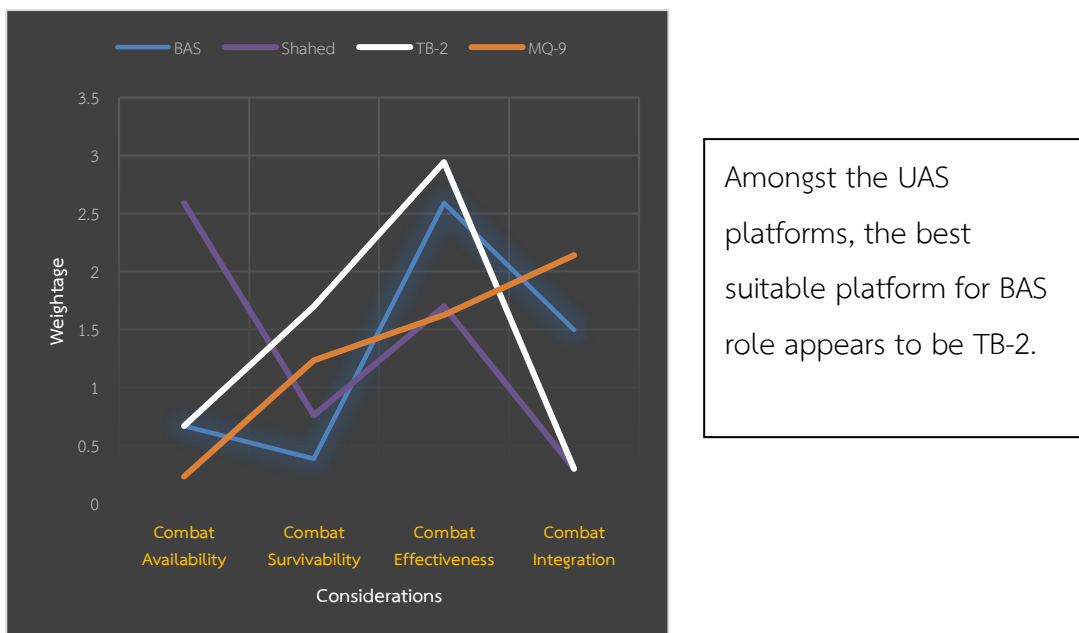 BAS Shahed TB-2 MQ-9
3.5
3
2.5
2
1.5
1
0.5
0
Weightage
Combat Availability
Combat Survivability
Combat Effectiveness
Combat Integration
Considerations
Amongst the UAS
platforms, the best
suitable platform for BAS
role appears to be TB-2.